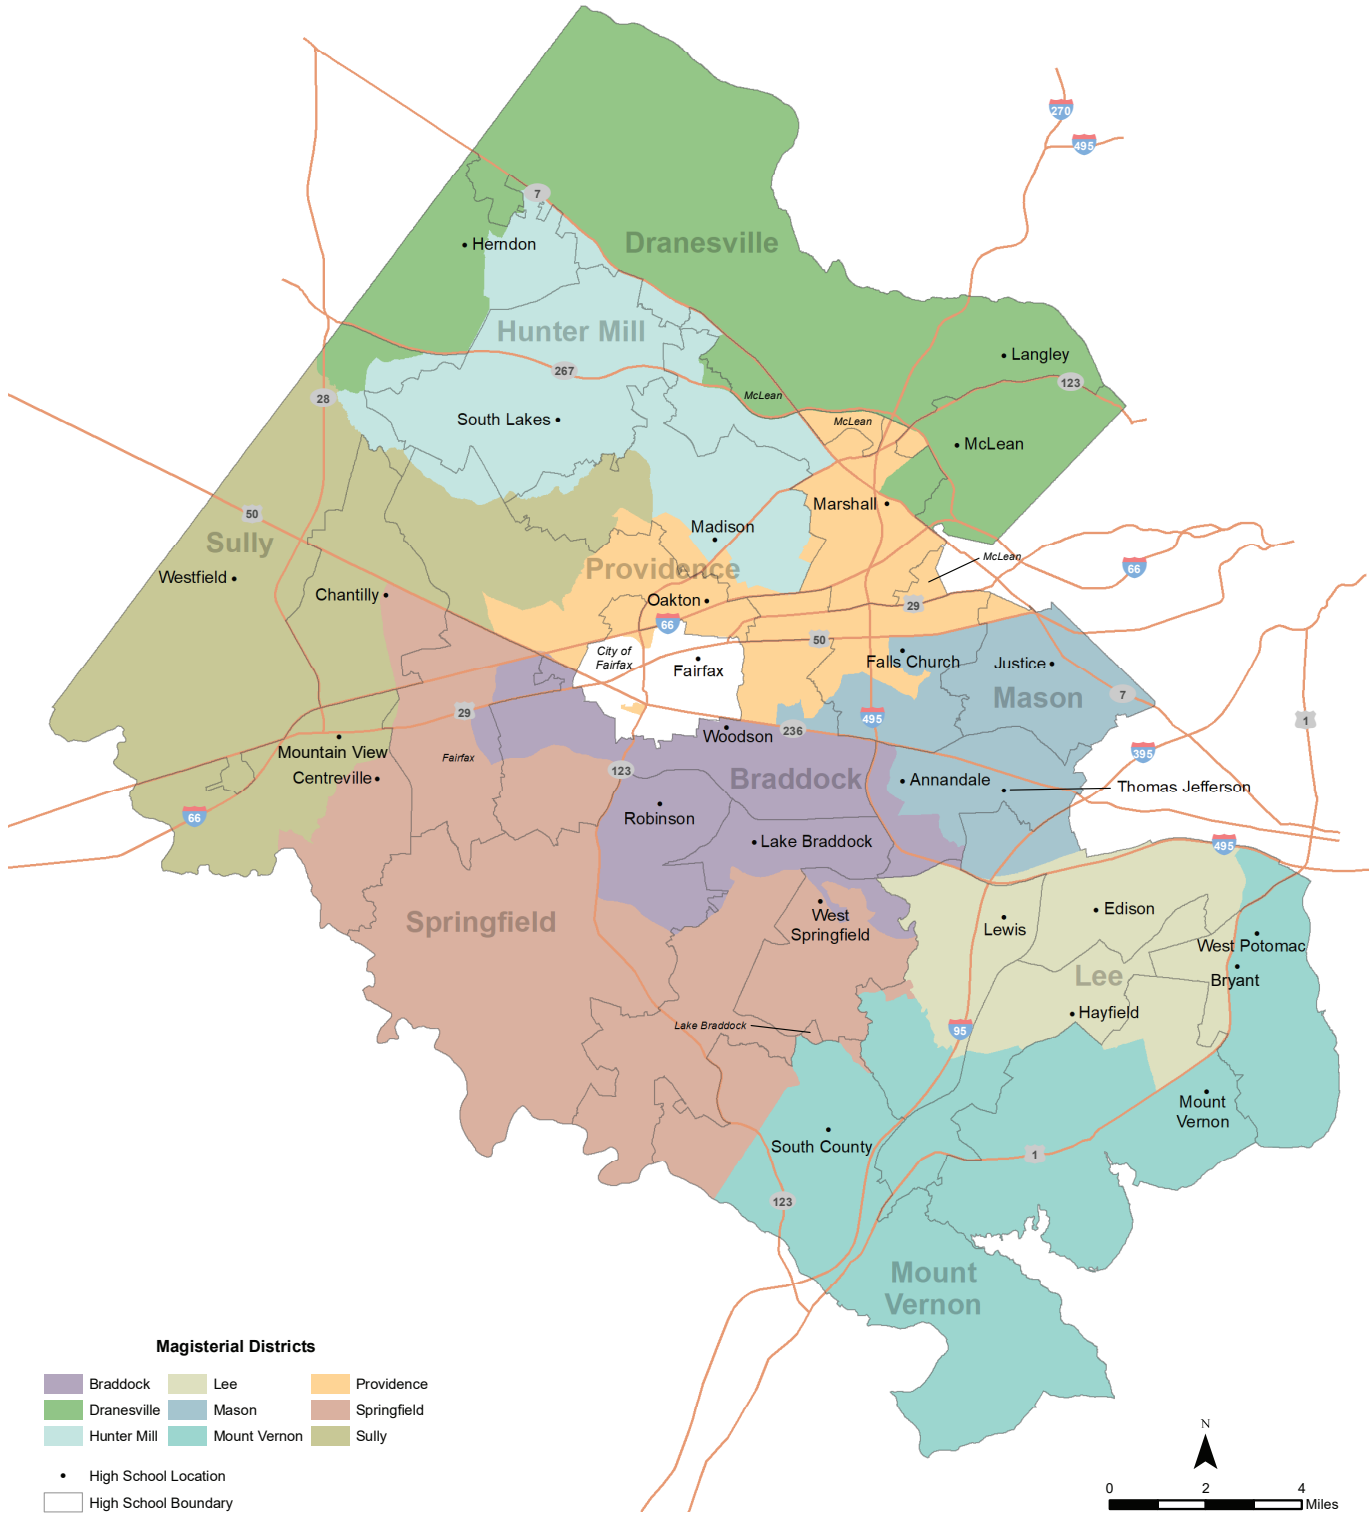 270
495
7
Herndon
Dranesville
Hunter Mill
267
Langley
123
28
McLean
South Lakes
McLean
McLean
50
Marshall
Madison
Sully
McLean
66
Westfield
Providence
Chantilly
Oakton
29
66
50
City of
Fairfax
Fairfax
Falls Church
Justice
Mason
7
29
495
1
236
Woodson
Mountain View
Fairfax
395
123
Braddock
Centreville
Annandale
Thomas Jefferson
66
Robinson
Lake Braddock
495
Springfield
West
Springfield
Edison
Lewis
West Potomac
Lee
Bryant
Hayfield
Lake Braddock
95
Mount
Vernon
South County
1
123
Mount
Vernon
Magisterial Districts
Braddock
Lee
Providence
Dranesville
Mason
Springfield
Hunter Mill
Mount Vernon
Sully
High School Location
High School Boundary
N
0 2 4
Miles